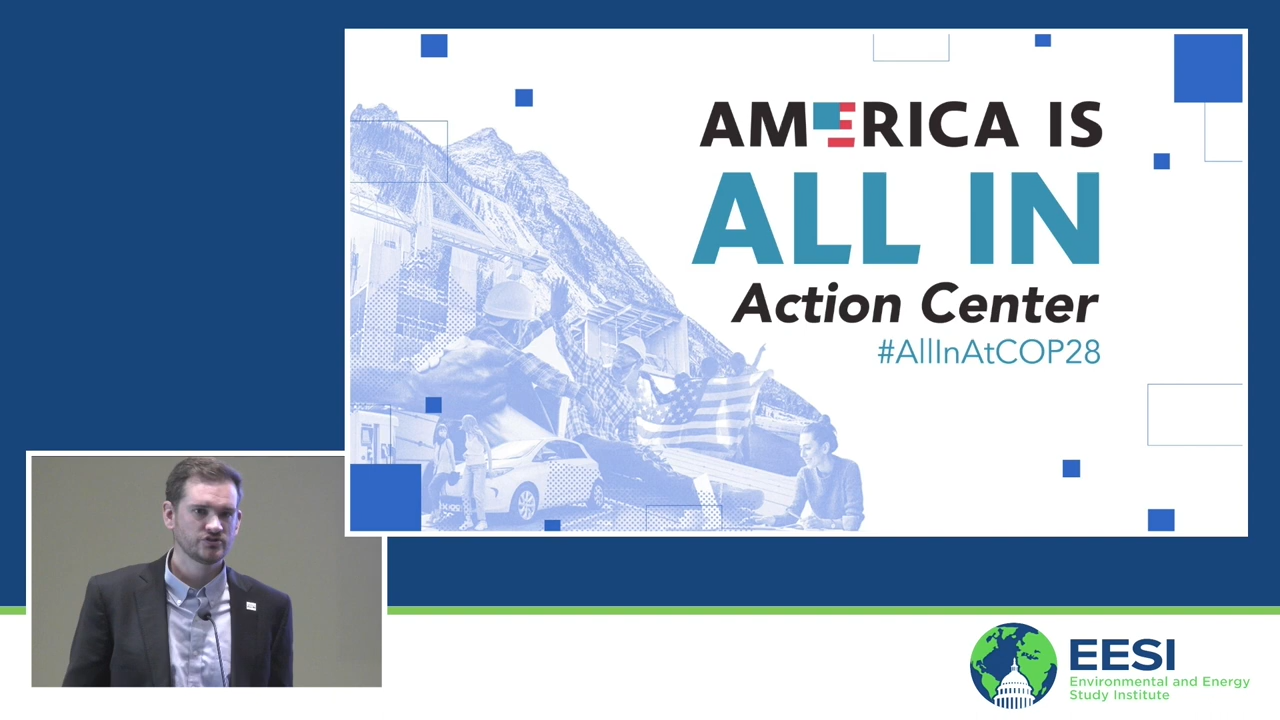 AMERICA IS
ALL IN
Action Center
#AllInAtCOP28
EESI
Environmental and Energy
Study Institute